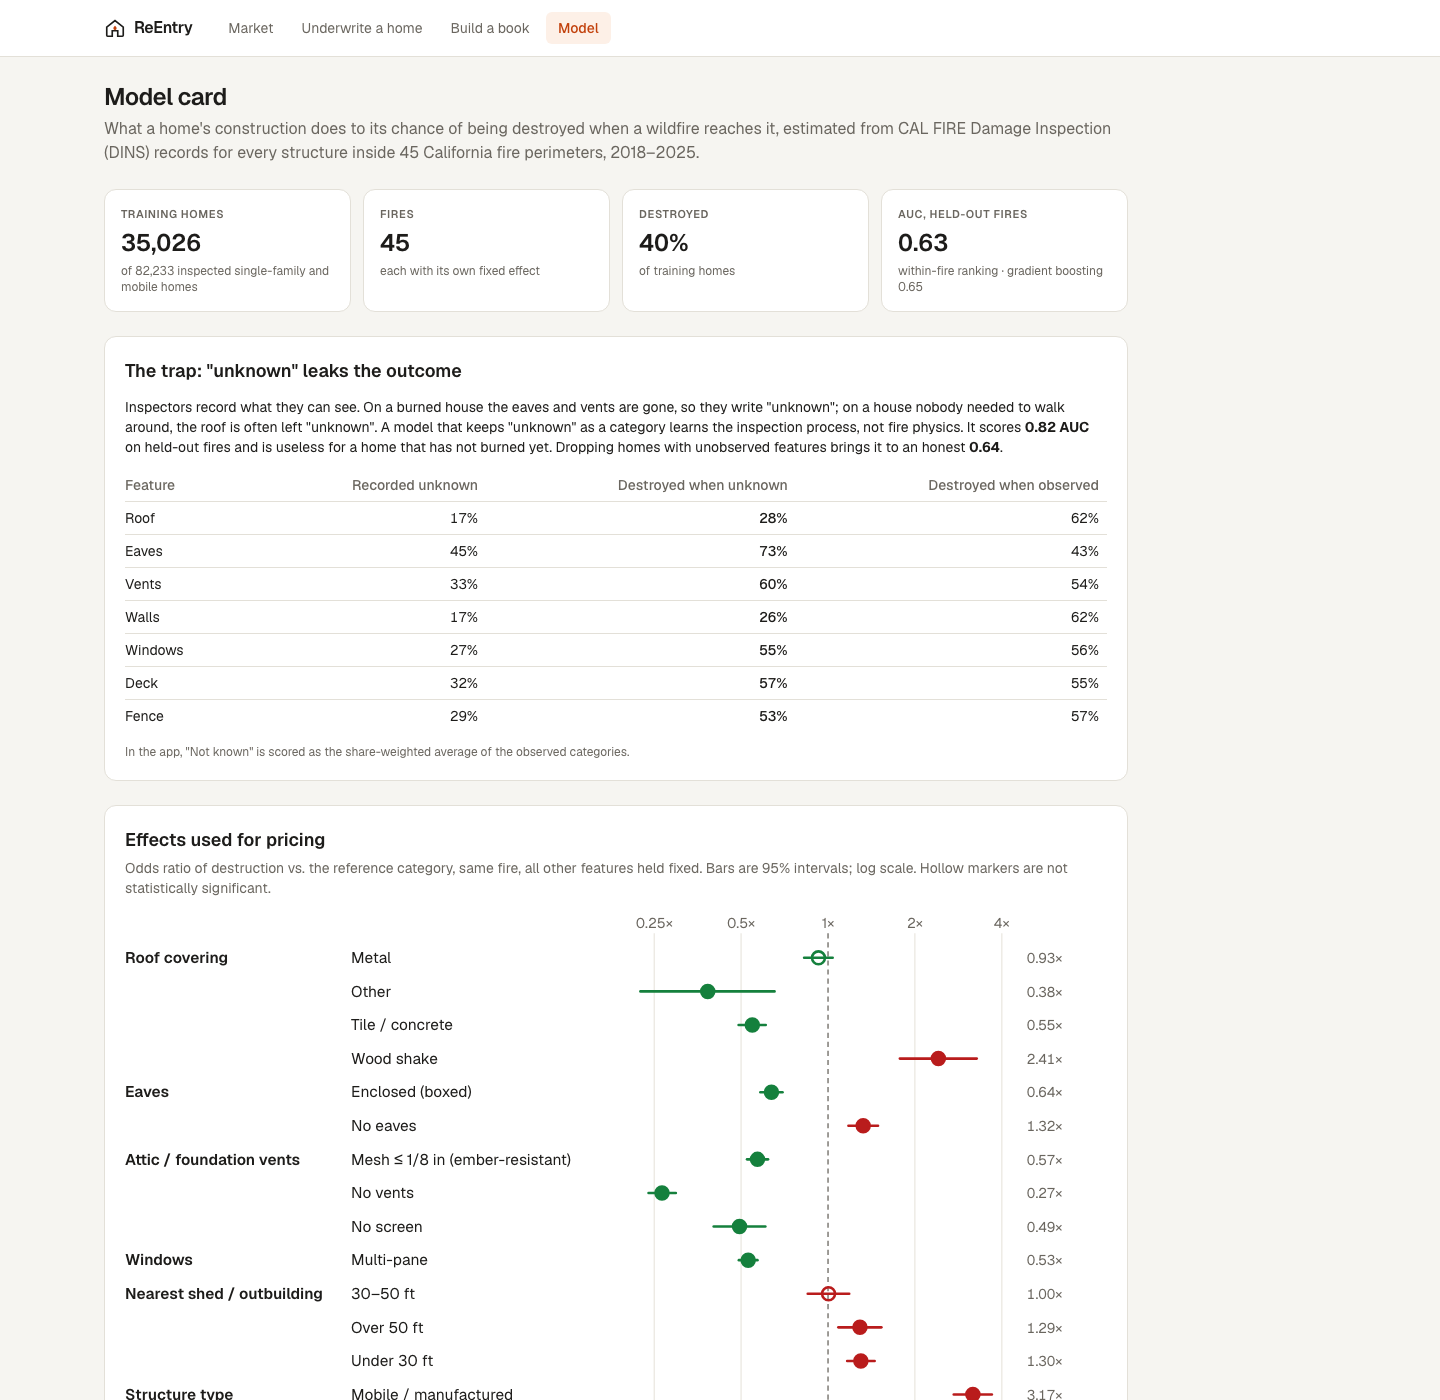 ReEntry Market Underwrite a home Build a book Model
Model card
What a home's construction does to its chance of being destroyed when a wildfire reaches it, estimated from CAL FIRE Damage Inspection
(DINS) records for every structure inside 45 California fire perimeters, 2018–2025.
TRAINING HOMES
35,026
of 82,233 inspected single-family and
mobile homes
FIRES
45
each with its own fixed effect
DESTROYED
40%
of training homes
AUC, HELD-OUT FIRES
0.63
within-fire ranking · gradient boosting
0.65
The trap: "unknown" leaks the outcome
Inspectors record what they can see. On a burned house the eaves and vents are gone, so they write "unknown"; on a house nobody needed to walk
around, the roof is often left "unknown". A model that keeps "unknown" as a category learns the inspection process, not fire physics. It scores 0.82 AUC
on held-out fires and is useless for a home that has not burned yet. Dropping homes with unobserved features brings it to an honest 0.64.
Feature Recorded unknown Destroyed when unknown Destroyed when observed
Roof 17% 28% 62%
Eaves 45% 73% 43%
Vents 33% 60% 54%
Walls 17% 26% 62%
Windows 27% 55% 56%
Deck 32% 57% 55%
Fence 29% 53% 57%
In the app, "Not known" is scored as the share-weighted average of the observed categories.
Effects used for pricing
Odds ratio of destruction vs. the reference category, same fire, all other features held fixed. Bars are 95% intervals; log scale. Hollow markers are not
statistically significant.
0.25× 0.5× 1× 2× 4×
Roof covering Metal 0.93×
Other 0.38×
Tile / concrete 0.55×
Wood shake 2.41×
Eaves Enclosed (boxed) 0.64×
No eaves 1.32×
Attic / foundation vents Mesh ≤ 1/8 in (ember-resistant) 0.57×
No vents 0.27×
No screen 0.49×
Windows Multi-pane 0.53×
Nearest shed / outbuilding 30–50 ft 1.00×
Over 50 ft 1.29×
Under 30 ft 1.30×
Structure type Mobile / manufactured 3.17×